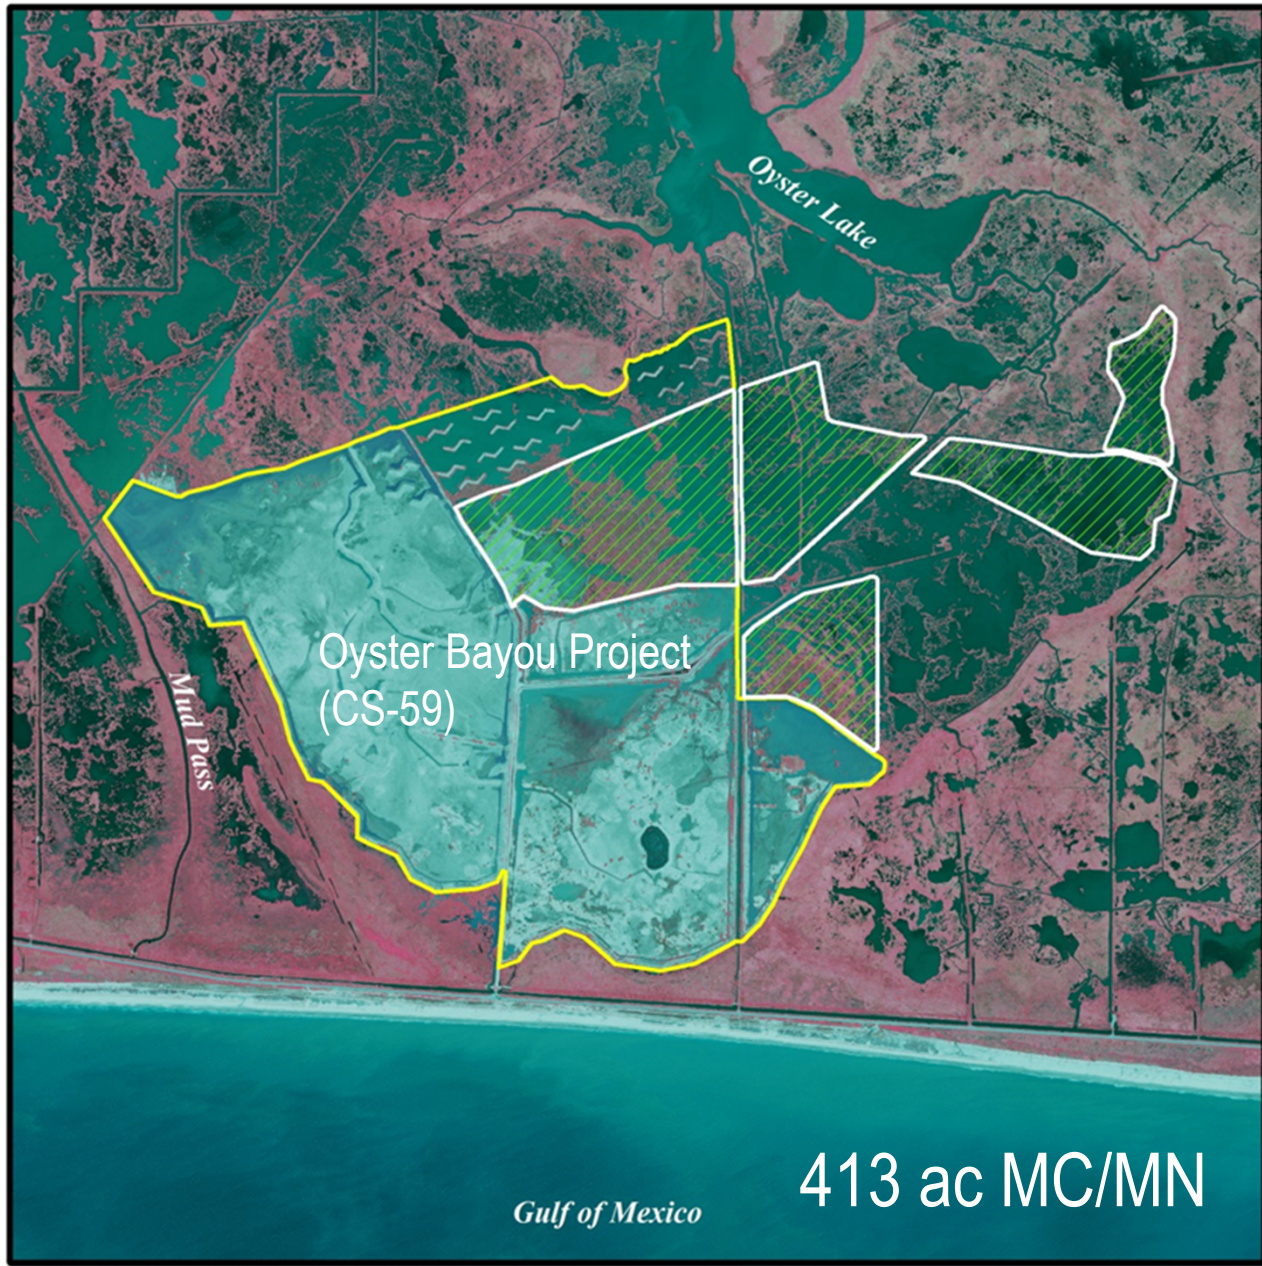 Oyster Lake
Oyster Bayou Project
(CS-59)
Mud Pass
413 ac MC/MN
Gulf of Mexico